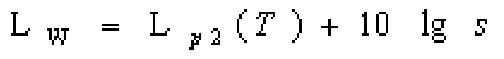 L W = L p2 (T) + 10 lg s